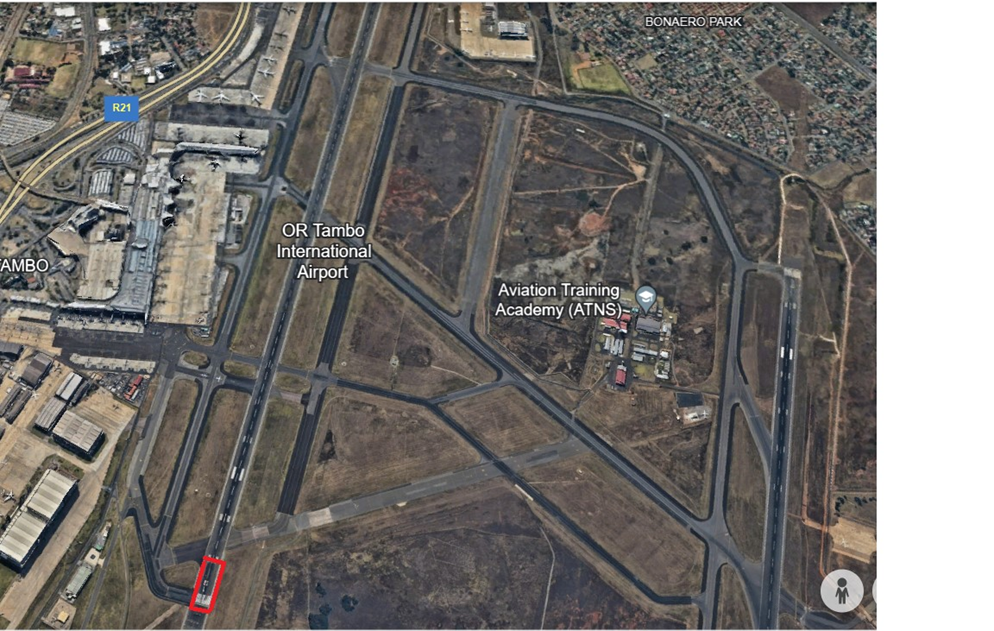 BONAERO PARK
R21
OR Tambo
International
Airport
TAMBO
Aviation Training
Academy (ATNS)